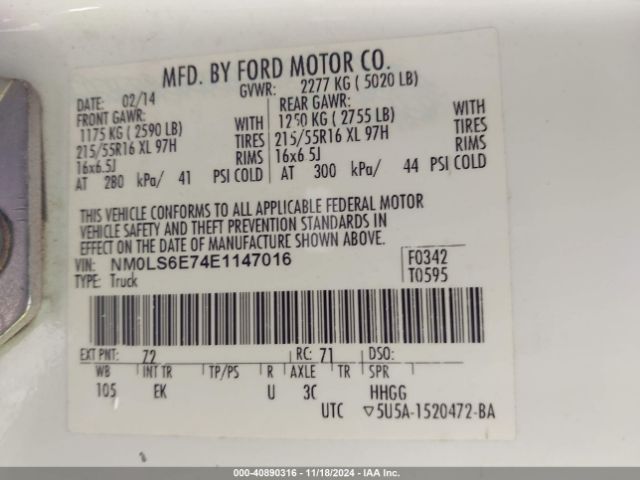 MFD. BY FORD MOTOR CO.
DATE: 02/14 GVWR: 2277 KG ( 5020 LB)
FRONT GAWR: REAR GAWR:
1175 KG ( 2590 LB) WITH 1250 KG ( 2755 LB) WITH
215/55R16 XL 97H TIRES 215/55R16 XL 97H TIRES
16x6.5J RIMS 16x6.5J RIMS
AT 280 kPa/ 41 PSI COLD AT 300 kPa/ 44 PSI COLD
THIS VEHICLE CONFORMS TO ALL APPLICABLE FEDERAL MOTOR
VEHICLE SAFETY AND THEFT PREVENTION STANDARDS IN
EFFECT ON THE DATE OF MANUFACTURE SHOWN ABOVE.
VIN: NM0LS6E74E1147016 F0342
TYPE: Truck T0595
EXT PNT: 72 RC: 71 DSO:
WB INT TR TP/PS R AXLE TR SPR
105 EK U 3C HHGG
UTC ▽5U5A-1520472-BA
000-40890316 - 11/18/2024 - IAA Inc.